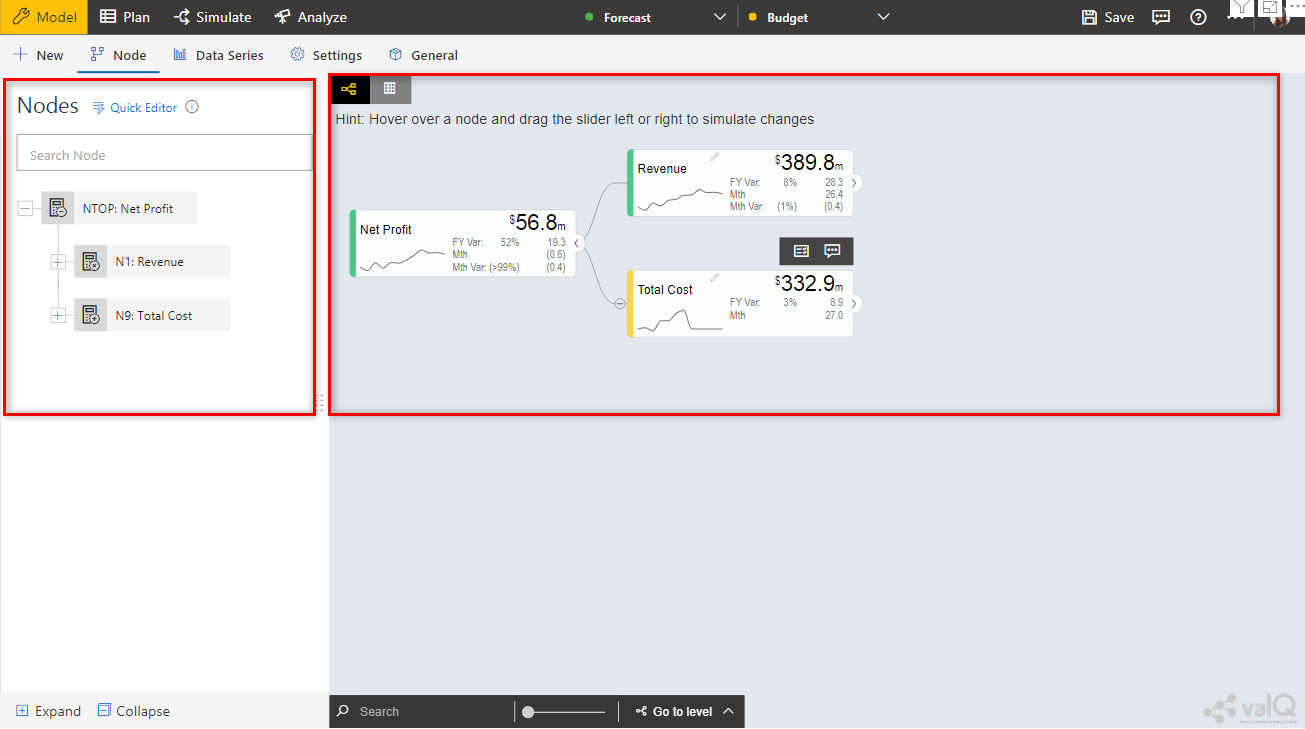 Model Plan Simulate Analyze Forecast Budget Save
New Node Data Series Settings General
Nodes Quick Editor
Search Node
NTOP: Net Profit
N1: Revenue
N9: Total Cost
Hint: Hover over a node and drag the slider left or right to simulate changes
Net Profit $56.8m
FY Var: 52% 19.3
Mth (0.6)
Mth Var: (>99%) (0.4)
Revenue $389.8m
FY Var: 8% 28.3
Mth 26.4
Mth Var: (1%) (0.4)
Total Cost $332.9m
FY Var: 3% 8.9
Mth 27.0
Expand Collapse
Search Go to level
valQ